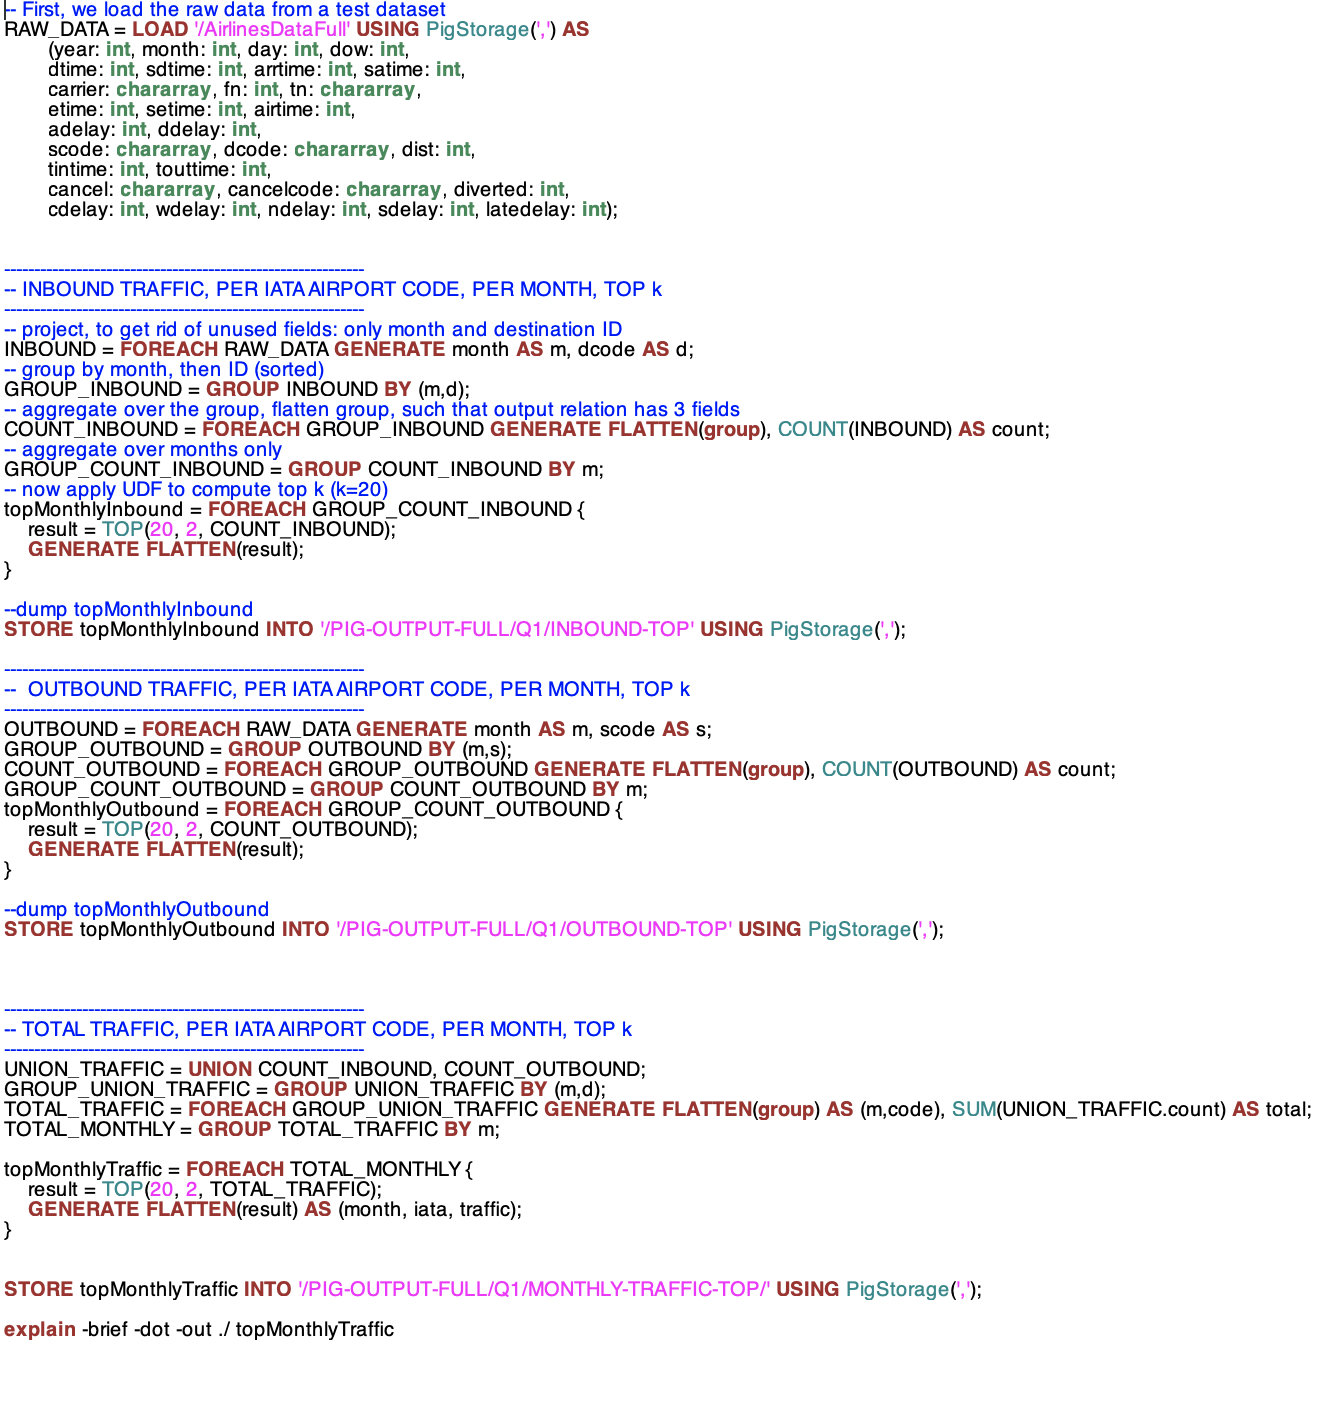 -- First, we load the raw data from a test dataset
RAW_DATA = LOAD '/AirlinesDataFull' USING PigStorage(',') AS
(year: int, month: int, day: int, dow: int,
dtime: int, sdtime: int, arrtime: int, satime: int,
carrier: chararray, fn: int, tn: chararray,
etime: int, setime: int, airtime: int,
adelay: int, ddelay: int,
scode: chararray, dcode: chararray, dist: int,
tintime: int, touttime: int,
cancel: chararray, cancelcode: chararray, diverted: int,
cdelay: int, wdelay: int, ndelay: int, sdelay: int, latedelay: int);
------------------------------------------------------------
-- INBOUND TRAFFIC, PER IATA AIRPORT CODE, PER MONTH, TOP k
------------------------------------------------------------
-- project, to get rid of unused fields: only month and destination ID
INBOUND = FOREACH RAW_DATA GENERATE month AS m, dcode AS d;
-- group by month, then ID (sorted)
GROUP_INBOUND = GROUP INBOUND BY (m,d);
-- aggregate over the group, flatten group, such that output relation has 3 fields
COUNT_INBOUND = FOREACH GROUP_INBOUND GENERATE FLATTEN(group), COUNT(INBOUND) AS count;
-- aggregate over months only
GROUP_COUNT_INBOUND = GROUP COUNT_INBOUND BY m;
-- now apply UDF to compute top k (k=20)
topMonthlyInbound = FOREACH GROUP_COUNT_INBOUND {
result = TOP(20, 2, COUNT_INBOUND);
GENERATE FLATTEN(result);
}
--dump topMonthlyInbound
STORE topMonthlyInbound INTO '/PIG-OUTPUT-FULL/Q1/INBOUND-TOP' USING PigStorage(',');
------------------------------------------------------------
-- OUTBOUND TRAFFIC, PER IATA AIRPORT CODE, PER MONTH, TOP k
------------------------------------------------------------
OUTBOUND = FOREACH RAW_DATA GENERATE month AS m, scode AS s;
GROUP_OUTBOUND = GROUP OUTBOUND BY (m,s);
COUNT_OUTBOUND = FOREACH GROUP_OUTBOUND GENERATE FLATTEN(group), COUNT(OUTBOUND) AS count;
GROUP_COUNT_OUTBOUND = GROUP COUNT_OUTBOUND BY m;
topMonthlyOutbound = FOREACH GROUP_COUNT_OUTBOUND {
result = TOP(20, 2, COUNT_OUTBOUND);
GENERATE FLATTEN(result);
}
--dump topMonthlyOutbound
STORE topMonthlyOutbound INTO '/PIG-OUTPUT-FULL/Q1/OUTBOUND-TOP' USING PigStorage(',');
------------------------------------------------------------
-- TOTAL TRAFFIC, PER IATA AIRPORT CODE, PER MONTH, TOP k
------------------------------------------------------------
UNION_TRAFFIC = UNION COUNT_INBOUND, COUNT_OUTBOUND;
GROUP_UNION_TRAFFIC = GROUP UNION_TRAFFIC BY (m,d);
TOTAL_TRAFFIC = FOREACH GROUP_UNION_TRAFFIC GENERATE FLATTEN(group) AS (m,code), SUM(UNION_TRAFFIC.count) AS total;
TOTAL_MONTHLY = GROUP TOTAL_TRAFFIC BY m;
topMonthlyTraffic = FOREACH TOTAL_MONTHLY {
result = TOP(20, 2, TOTAL_TRAFFIC);
GENERATE FLATTEN(result) AS (month, iata, traffic);
}
STORE topMonthlyTraffic INTO '/PIG-OUTPUT-FULL/Q1/MONTHLY-TRAFFIC-TOP/' USING PigStorage(',');
explain -brief -dot -out ./ topMonthlyTraffic